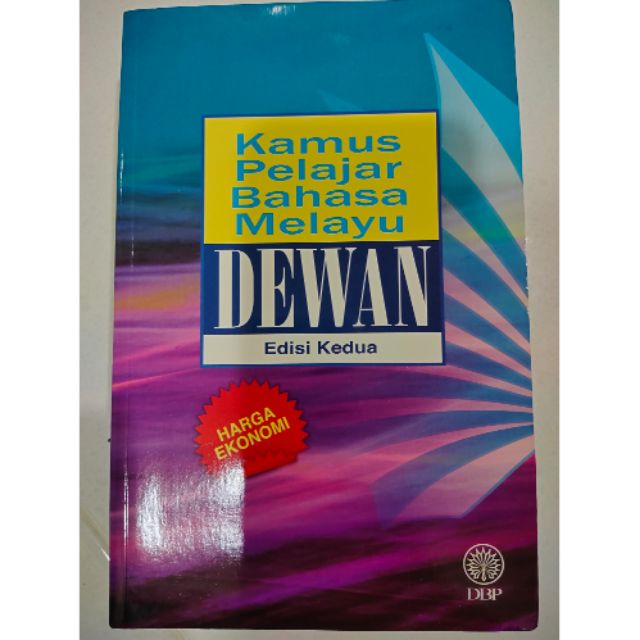 Kamus
Pelajar
Bahasa
Melayu
DEWAN
Edisi Kedua
HARGA
EKONOMI
DBP